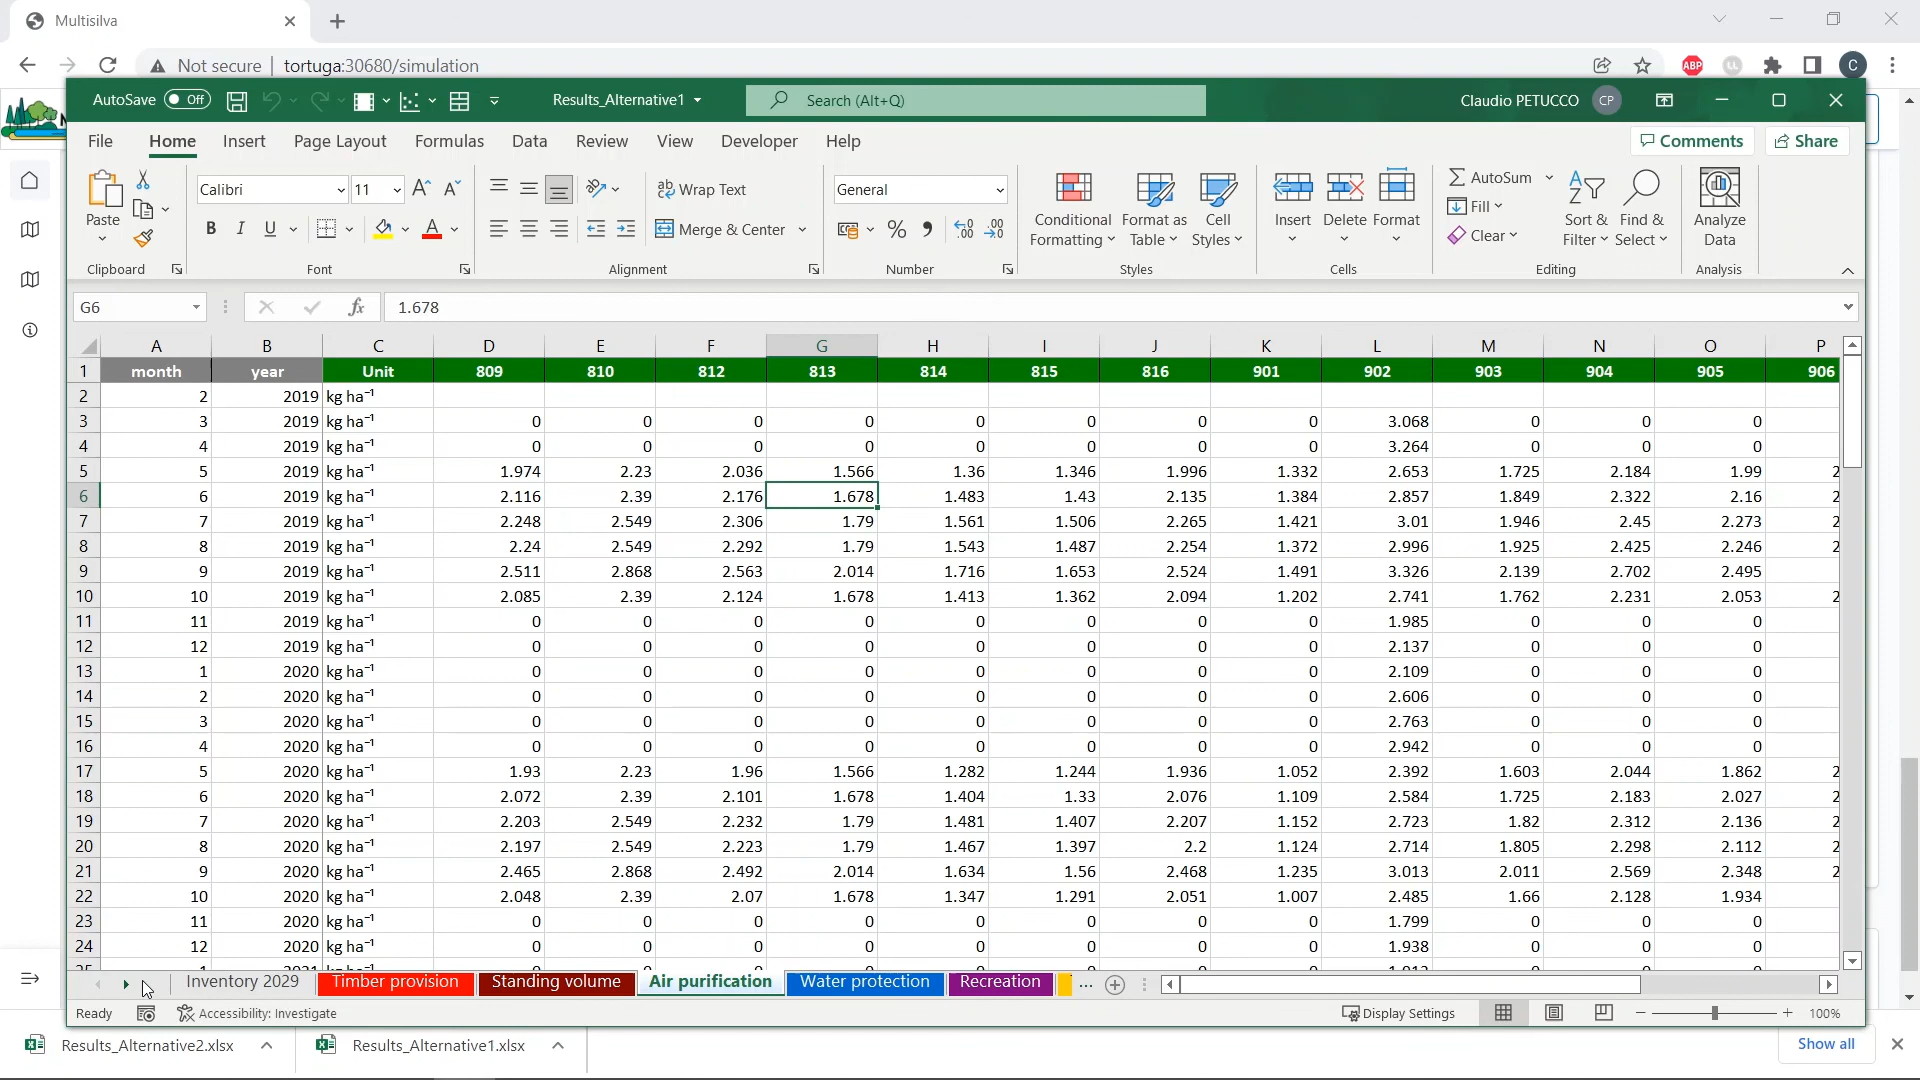 Multisilva
Not secure tortuga:30680/simulation
ABP
C
AutoSave Off Results_Alternative1 Search (Alt+Q) Claudio PETUCCO CP
File Home Insert Page Layout Formulas Data Review View Developer Help Comments Share
Calibri 11 Wrap Text General AutoSum
Paste Conditional Formatting Format as Table Cell Styles Insert Delete Format Fill Sort & Filter Find & Select Analyze Data
B I U Merge & Center Clear
Clipboard Font Alignment Number Styles Cells Editing Analysis
G6 fx 1.678
A B C D E F G H I J K L M N O P
1 month year Unit 809 810 812 813 814 815 816 901 902 903 904 905 906
2 2 2019 kg ha⁻¹
3 3 2019 kg ha⁻¹ 0 0 0 0 0 0 0 0 3.068 0 0 0
4 4 2019 kg ha⁻¹ 0 0 0 0 0 0 0 0 3.264 0 0 0
5 5 2019 kg ha⁻¹ 1.974 2.23 2.036 1.566 1.36 1.346 1.996 1.332 2.653 1.725 2.184 1.99 2
6 6 2019 kg ha⁻¹ 2.116 2.39 2.176 1.678 1.483 1.43 2.135 1.384 2.857 1.849 2.322 2.16 2
7 7 2019 kg ha⁻¹ 2.248 2.549 2.306 1.79 1.561 1.506 2.265 1.421 3.01 1.946 2.45 2.273 2
8 8 2019 kg ha⁻¹ 2.24 2.549 2.292 1.79 1.543 1.487 2.254 1.372 2.996 1.925 2.425 2.246 2
9 9 2019 kg ha⁻¹ 2.511 2.868 2.563 2.014 1.716 1.653 2.524 1.491 3.326 2.139 2.702 2.495
10 10 2019 kg ha⁻¹ 2.085 2.39 2.124 1.678 1.413 1.362 2.094 1.202 2.741 1.762 2.231 2.053 2
11 11 2019 kg ha⁻¹ 0 0 0 0 0 0 0 0 1.985 0 0 0
12 12 2019 kg ha⁻¹ 0 0 0 0 0 0 0 0 2.137 0 0 0
13 1 2020 kg ha⁻¹ 0 0 0 0 0 0 0 0 2.109 0 0 0
14 2 2020 kg ha⁻¹ 0 0 0 0 0 0 0 0 2.606 0 0 0
15 3 2020 kg ha⁻¹ 0 0 0 0 0 0 0 0 2.763 0 0 0
16 4 2020 kg ha⁻¹ 0 0 0 0 0 0 0 0 2.942 0 0 0
17 5 2020 kg ha⁻¹ 1.93 2.23 1.96 1.566 1.282 1.244 1.936 1.052 2.392 1.603 2.044 1.862 2
18 6 2020 kg ha⁻¹ 2.072 2.39 2.101 1.678 1.404 1.33 2.076 1.109 2.584 1.725 2.183 2.027 2
19 7 2020 kg ha⁻¹ 2.203 2.549 2.232 1.79 1.481 1.407 2.207 1.152 2.723 1.82 2.312 2.136 2
20 8 2020 kg ha⁻¹ 2.197 2.549 2.223 1.79 1.467 1.397 2.2 1.124 2.714 1.805 2.298 2.112 2
21 9 2020 kg ha⁻¹ 2.465 2.868 2.492 2.014 1.634 1.56 2.468 1.235 3.013 2.011 2.569 2.348 2
22 10 2020 kg ha⁻¹ 2.048 2.39 2.07 1.678 1.347 1.291 2.051 1.007 2.485 1.66 2.128 1.934
23 11 2020 kg ha⁻¹ 0 0 0 0 0 0 0 0 1.799 0 0 0
24 12 2020 kg ha⁻¹ 0 0 0 0 0 0 0 0 1.938 0 0 0
Inventory 2029 Timber provision Standing volume Air purification Water protection Recreation ...
Ready Accessibility: Investigate Display Settings 100%
Results_Alternative2.xlsx Results_Alternative1.xlsx Show all